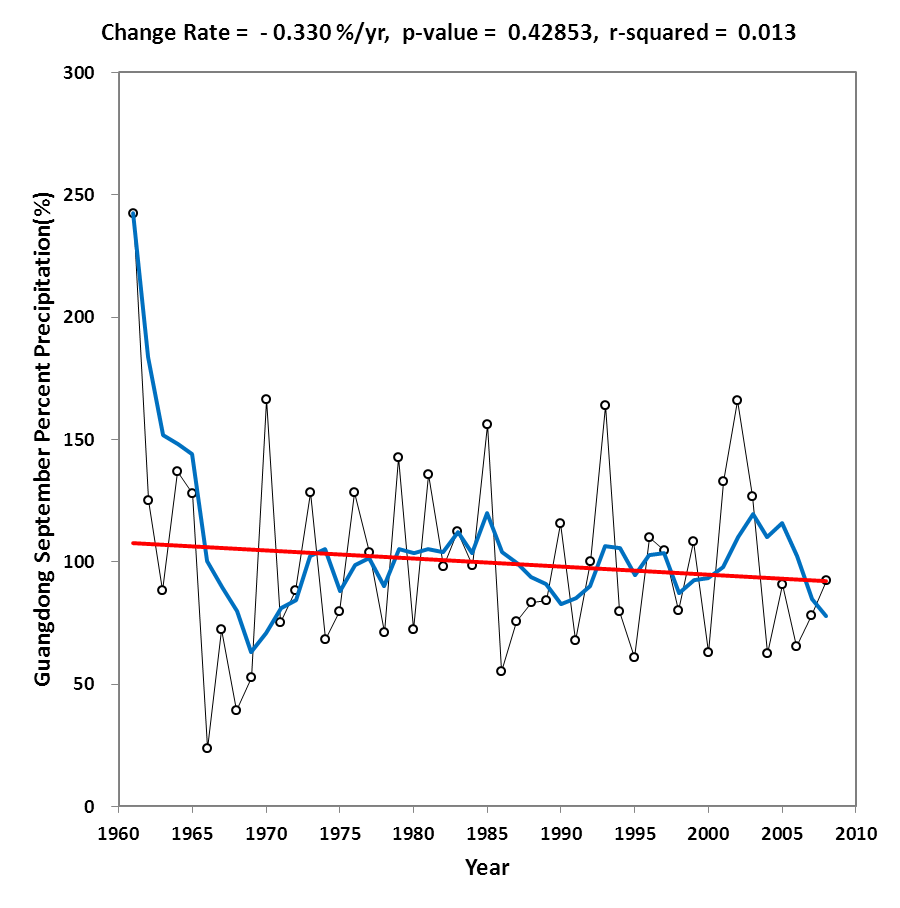 Change Rate = - 0.330 %/yr, p-value = 0.42853, r-squared = 0.013
Guangdong September Percent Precipitation(%)
300
250
200
150
100
50
0
1960 1965 1970 1975 1980 1985 1990 1995 2000 2005 2010
Year